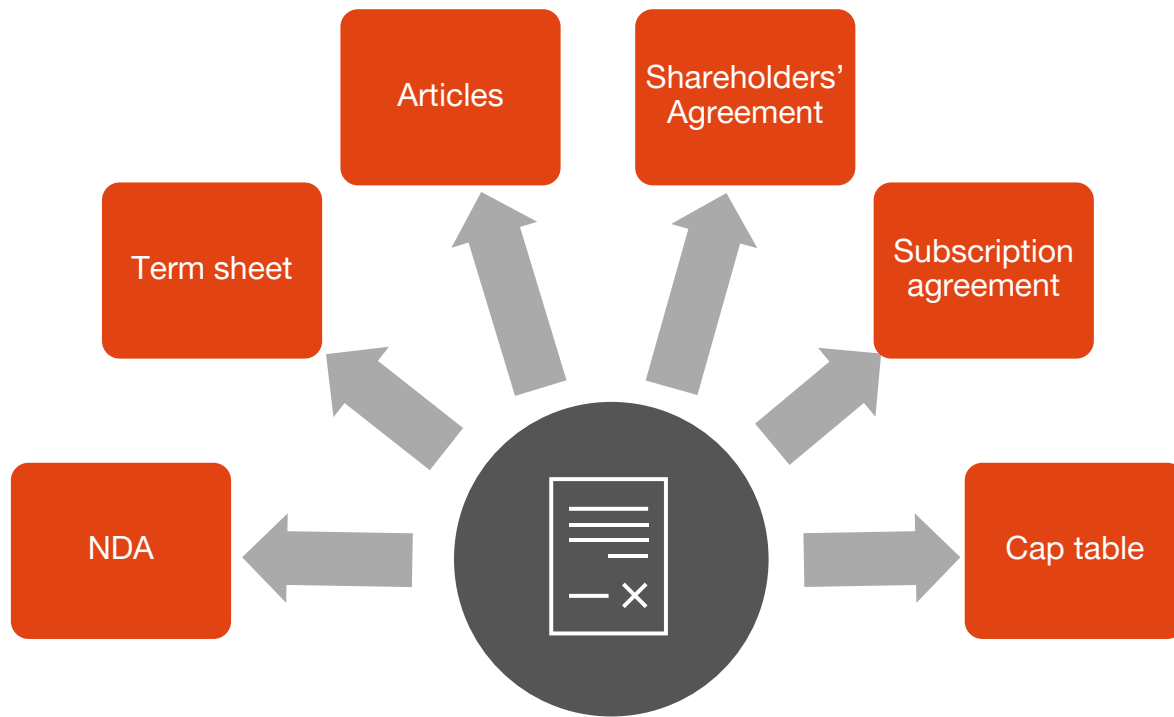 Articles
Shareholders’
Agreement
Term sheet
Subscription
agreement
NDA
Cap table